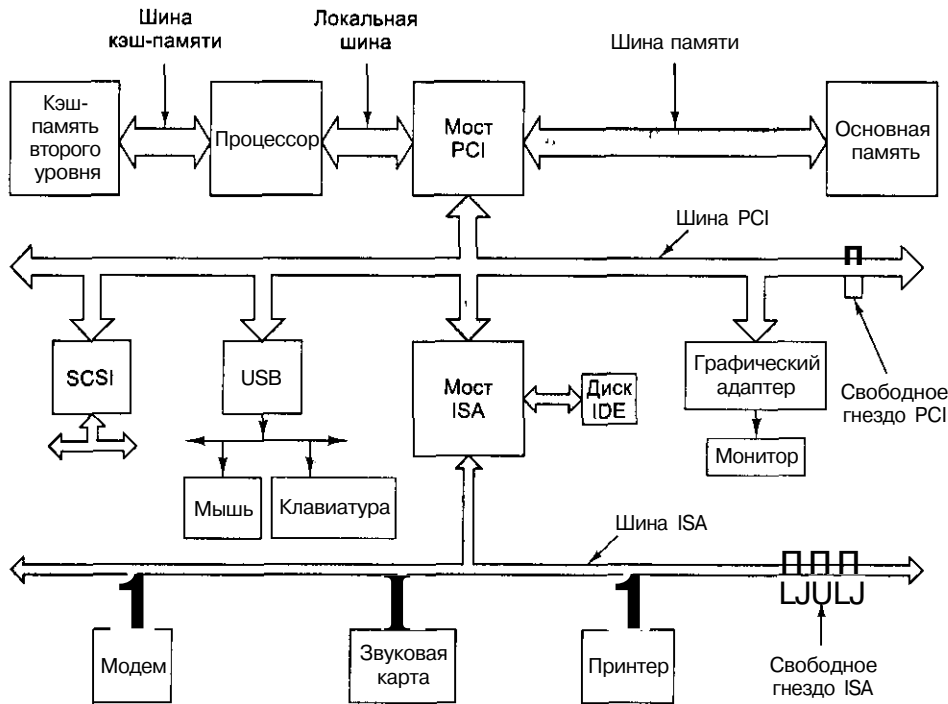 Шина
кэш-памяти
Локальная
шина
Шина памяти
Кэш-
память
второго
уровня
Процессор
Мост
PCI
Основная
память
Шина PCI
SCSI
USB
Мост
ISA
Диск
IDE
Графический
адаптер
Свободное
гнездо PCI
Монитор
Мышь
Клавиатура
Шина ISA
Модем
Звуковая
карта
Принтер
Свободное
гнездо ISA